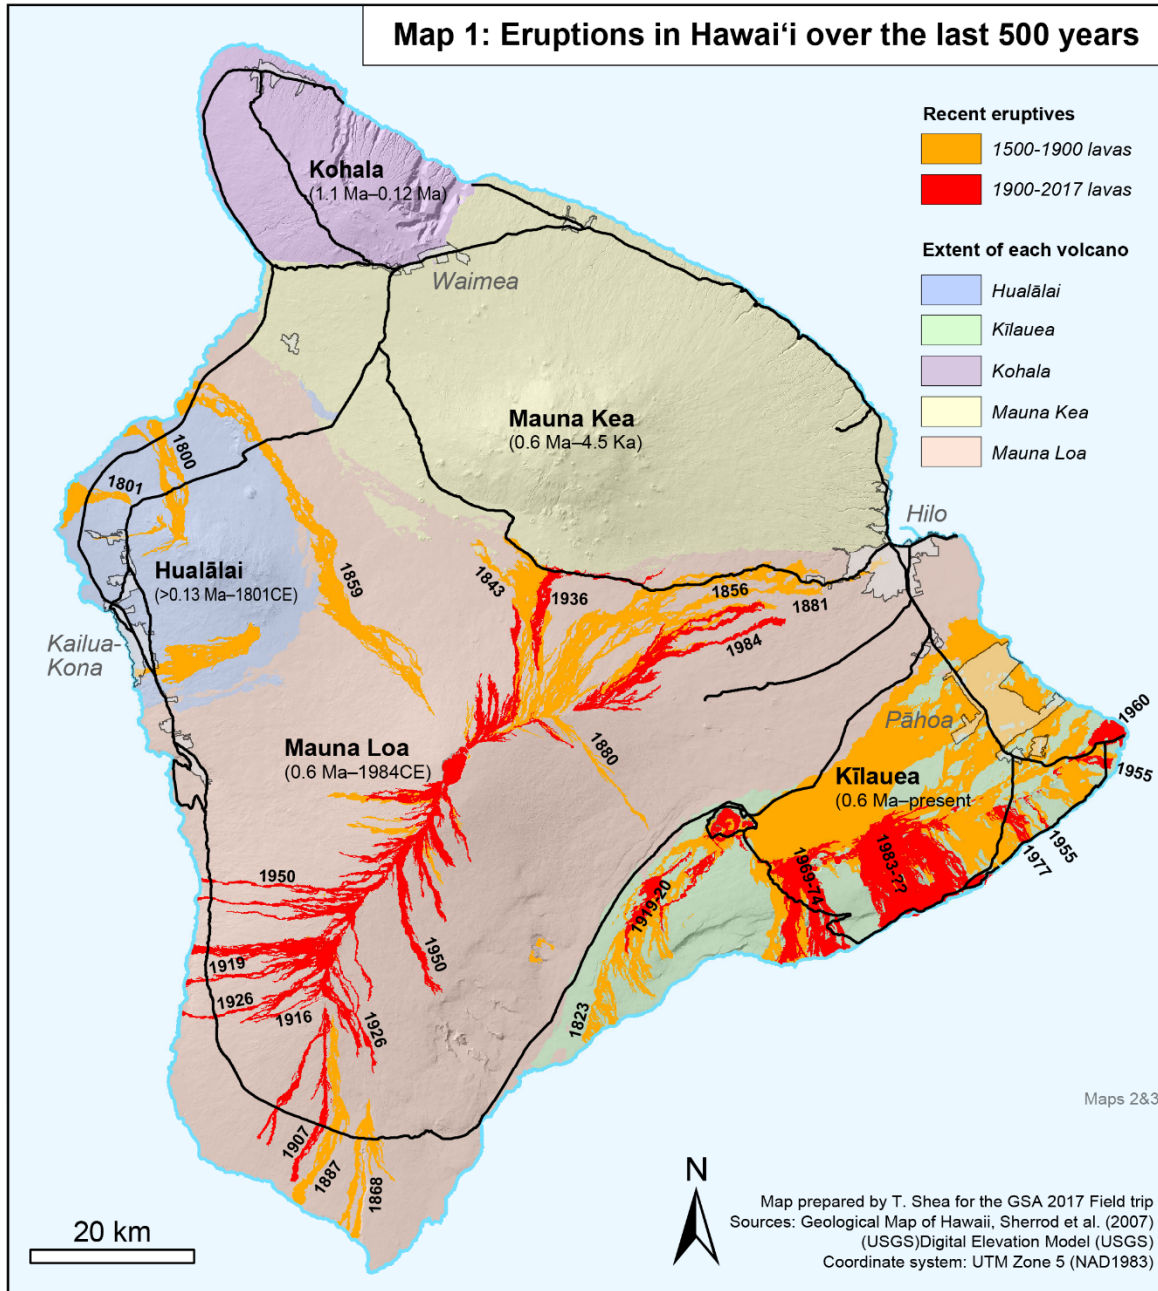 Map 1: Eruptions in Hawai‘i over the last 500 years
Recent eruptives
1500-1900 lavas
1900-2017 lavas
Extent of each volcano
Hualālai
Kīlauea
Kohala
Mauna Kea
Mauna Loa
Kohala
(1.1 Ma–0.12 Ma)
Waimea
Mauna Kea
(0.6 Ma–4.5 Ka)
1800
1801
Hualālai
(>0.13 Ma–1801CE)
Kailua-
Kona
1859
1843
1936
1856
1881
1984
Hilo
1880
Mauna Loa
(0.6 Ma–1984CE)
Pāhoa
Kīlauea
(0.6 Ma–present
1960
1955
1955
1977
1983-??
1969-74
1919-20
1823
1950
1950
1919
1926
1916
1926
1907
1887
1868
Maps 2&3
N
20 km
Map prepared by T. Shea for the GSA 2017 Field trip
Sources: Geological Map of Hawaii, Sherrod et al. (2007)
(USGS)Digital Elevation Model (USGS)
Coordinate system: UTM Zone 5 (NAD1983)